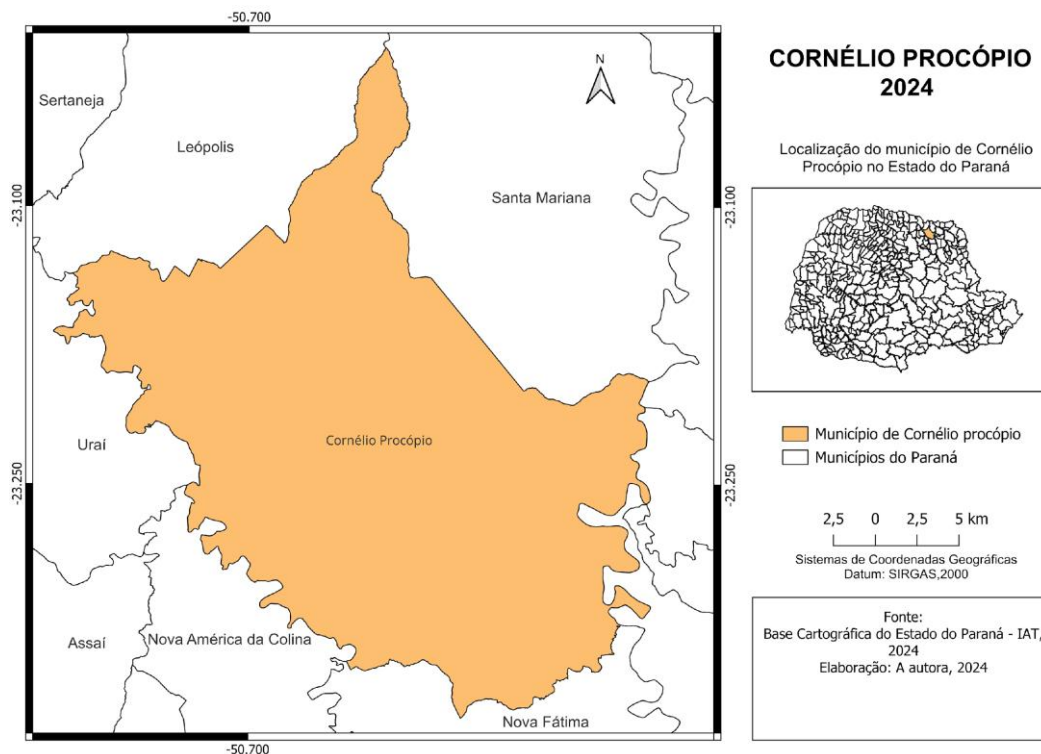 -50.700
N
Sertaneja
Leópolis
Santa Mariana
-23.100
-23.100
Cornélio Procópio
Uraí
-23.250
-23.250
Assaí
Nova América da Colina
Nova Fátima
-50.700
CORNÉLIO PROCÓPIO
2024
Localização do município de Cornélio
Procópio no Estado do Paraná
Município de Cornélio procópio
Municípios do Paraná
2,5 0 2,5 5 km
Sistemas de Coordenadas Geográficas
Datum: SIRGAS,2000
Fonte:
Base Cartográfica do Estado do Paraná - IAT,
2024
Elaboração: A autora, 2024